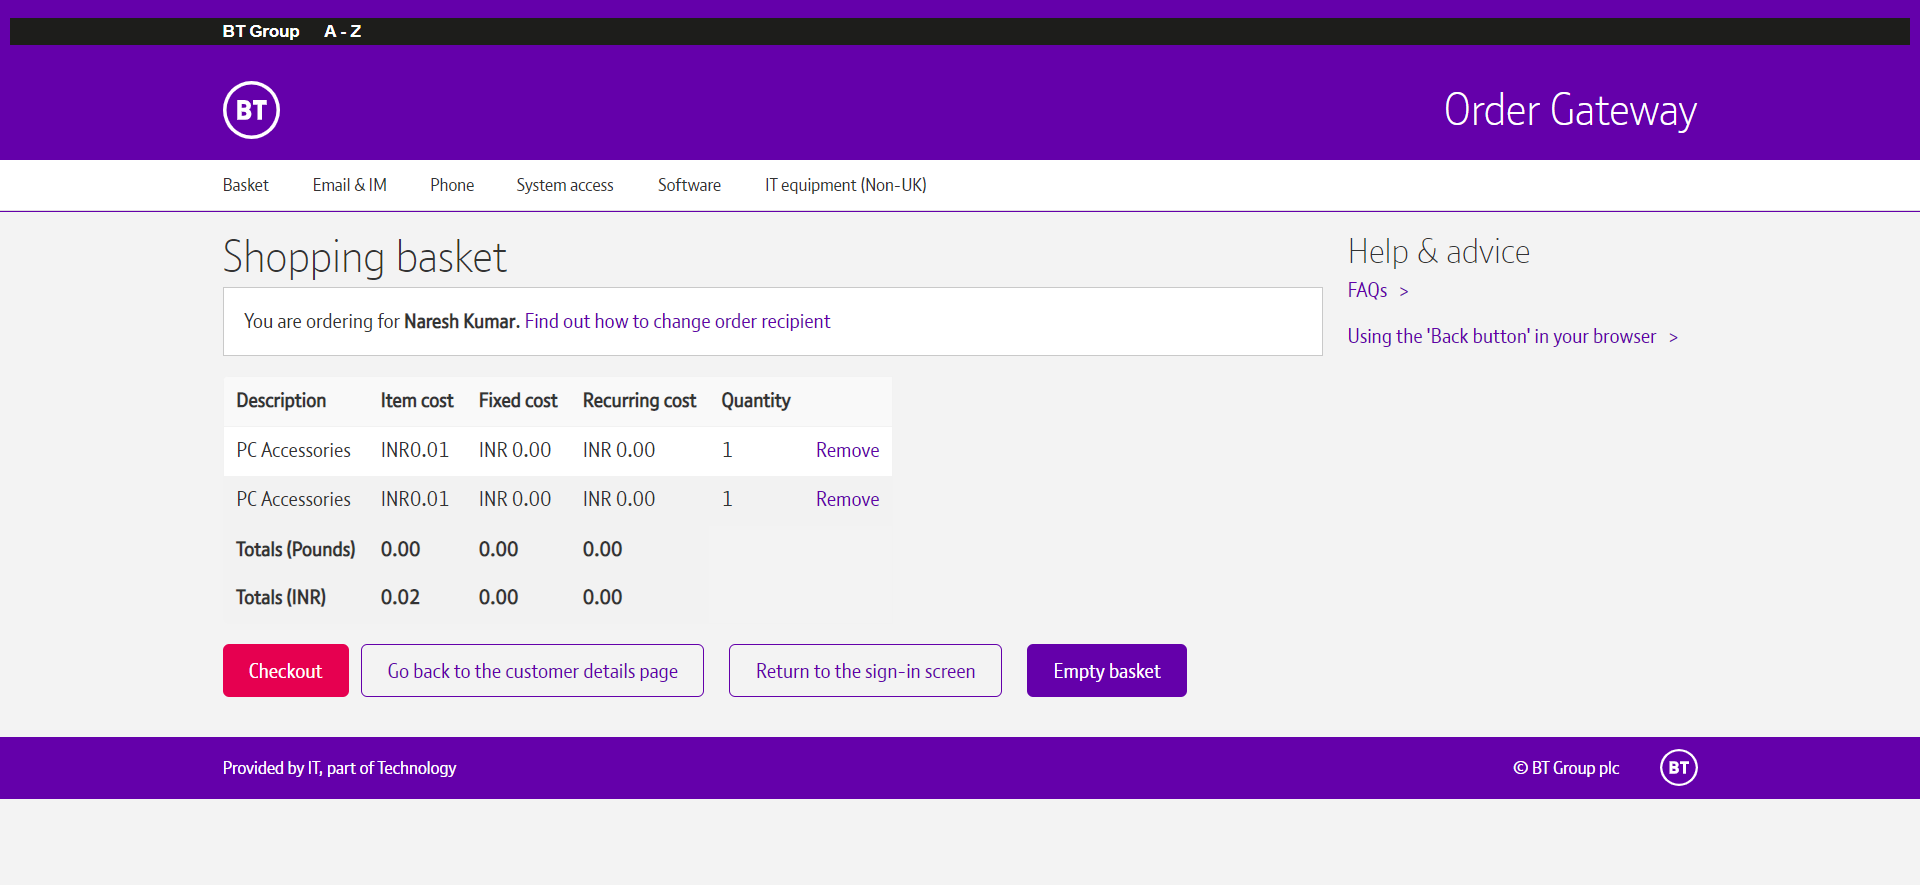 BT Group A - Z
BT Order Gateway
Basket Email & IM Phone System access Software IT equipment (Non-UK)
Shopping basket
You are ordering for Naresh Kumar. Find out how to change order recipient
Description Item cost Fixed cost Recurring cost Quantity
PC Accessories INR0.01 INR 0.00 INR 0.00 1 Remove
PC Accessories INR0.01 INR 0.00 INR 0.00 1 Remove
Totals (Pounds) 0.00 0.00 0.00
Totals (INR) 0.02 0.00 0.00
Checkout Go back to the customer details page Return to the sign-in screen Empty basket
Help & advice
FAQs >
Using the 'Back button' in your browser >
Provided by IT, part of Technology © BT Group plc BT